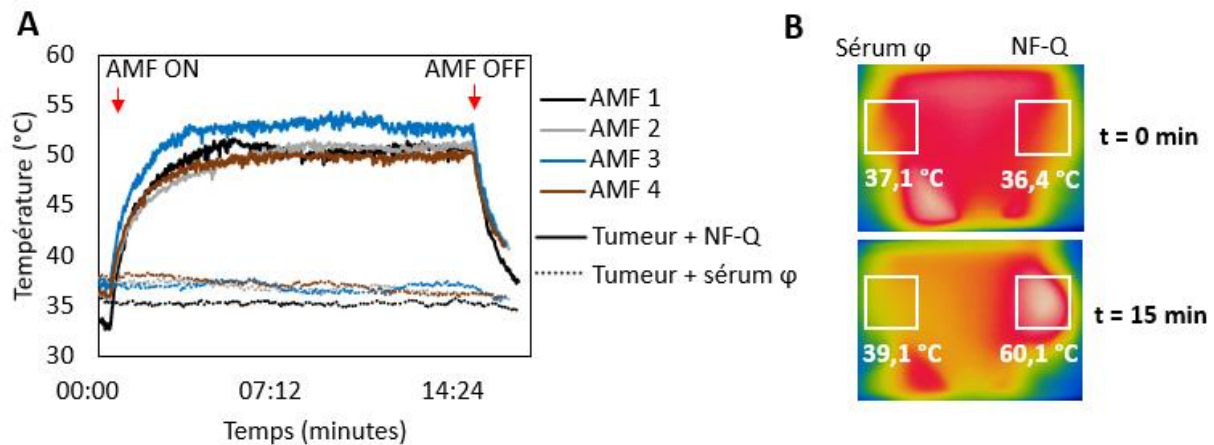 A
60
55
50
45
40
35
30
Température (°C)
AMF ON
AMF OFF
00:00
07:12
14:24
Temps (minutes)
AMF 1
AMF 2
AMF 3
AMF 4
Tumeur + NF-Q
Tumeur + sérum φ
B
Sérum φ
NF-Q
37,1 °C
36,4 °C
t = 0 min
39,1 °C
60,1 °C
t = 15 min